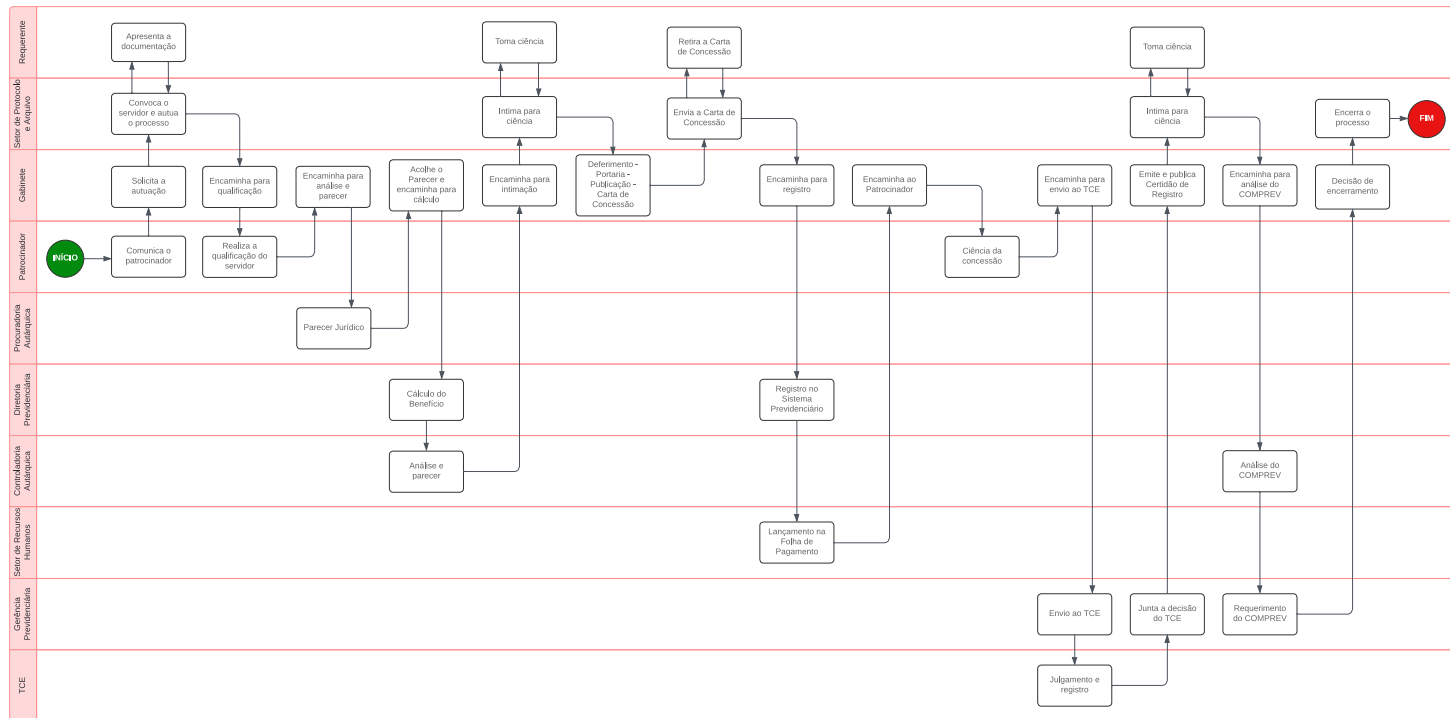 Requerente
Apresenta a
documentação
Toma ciência
Retira a Carta
de Concessão
Toma ciência
Setor de Protocolo
e Arquivo
Convoca o
servidor e autua
o processo
Intima para
ciência
Envia a Carta de
Concessão
Intima para
ciência
Encerra o
processo
FIM
Gabinete
Solicita a
autuação
Encaminha para
qualificação
Encaminha para
análise e
parecer
Acolhe o
Parecer e
encaminha para
cálculo
Encaminha para
intimação
Deferimento -
Portaria -
Publicação -
Carta de
Concessão
Encaminha para
registro
Encaminha ao
Patrocinador
Encaminha para
envio ao TCE
Emite e publica
Certidão de
Registro
Encaminha para
análise do
COMPREV
Decisão de
encerramento
Patrocinador
INÍCIO
Comunica o
patrocinador
Realiza a
qualificação do
servidor
Ciência da
concessão
Procuradoria
Autárquica
Parecer Jurídico
Diretoria
Previdenciária
Cálculo do
Benefício
Registro no
Sistema
Previdenciário
Controladoria
Autárquica
Análise e
parecer
Análise do
COMPREV
Setor de Recursos
Humanos
Lançamento na
Folha de
Pagamento
Gerência
Previdenciária
Envio ao TCE
Junta a decisão
do TCE
Requerimento
do COMPREV
TCE
Julgamento e
registro